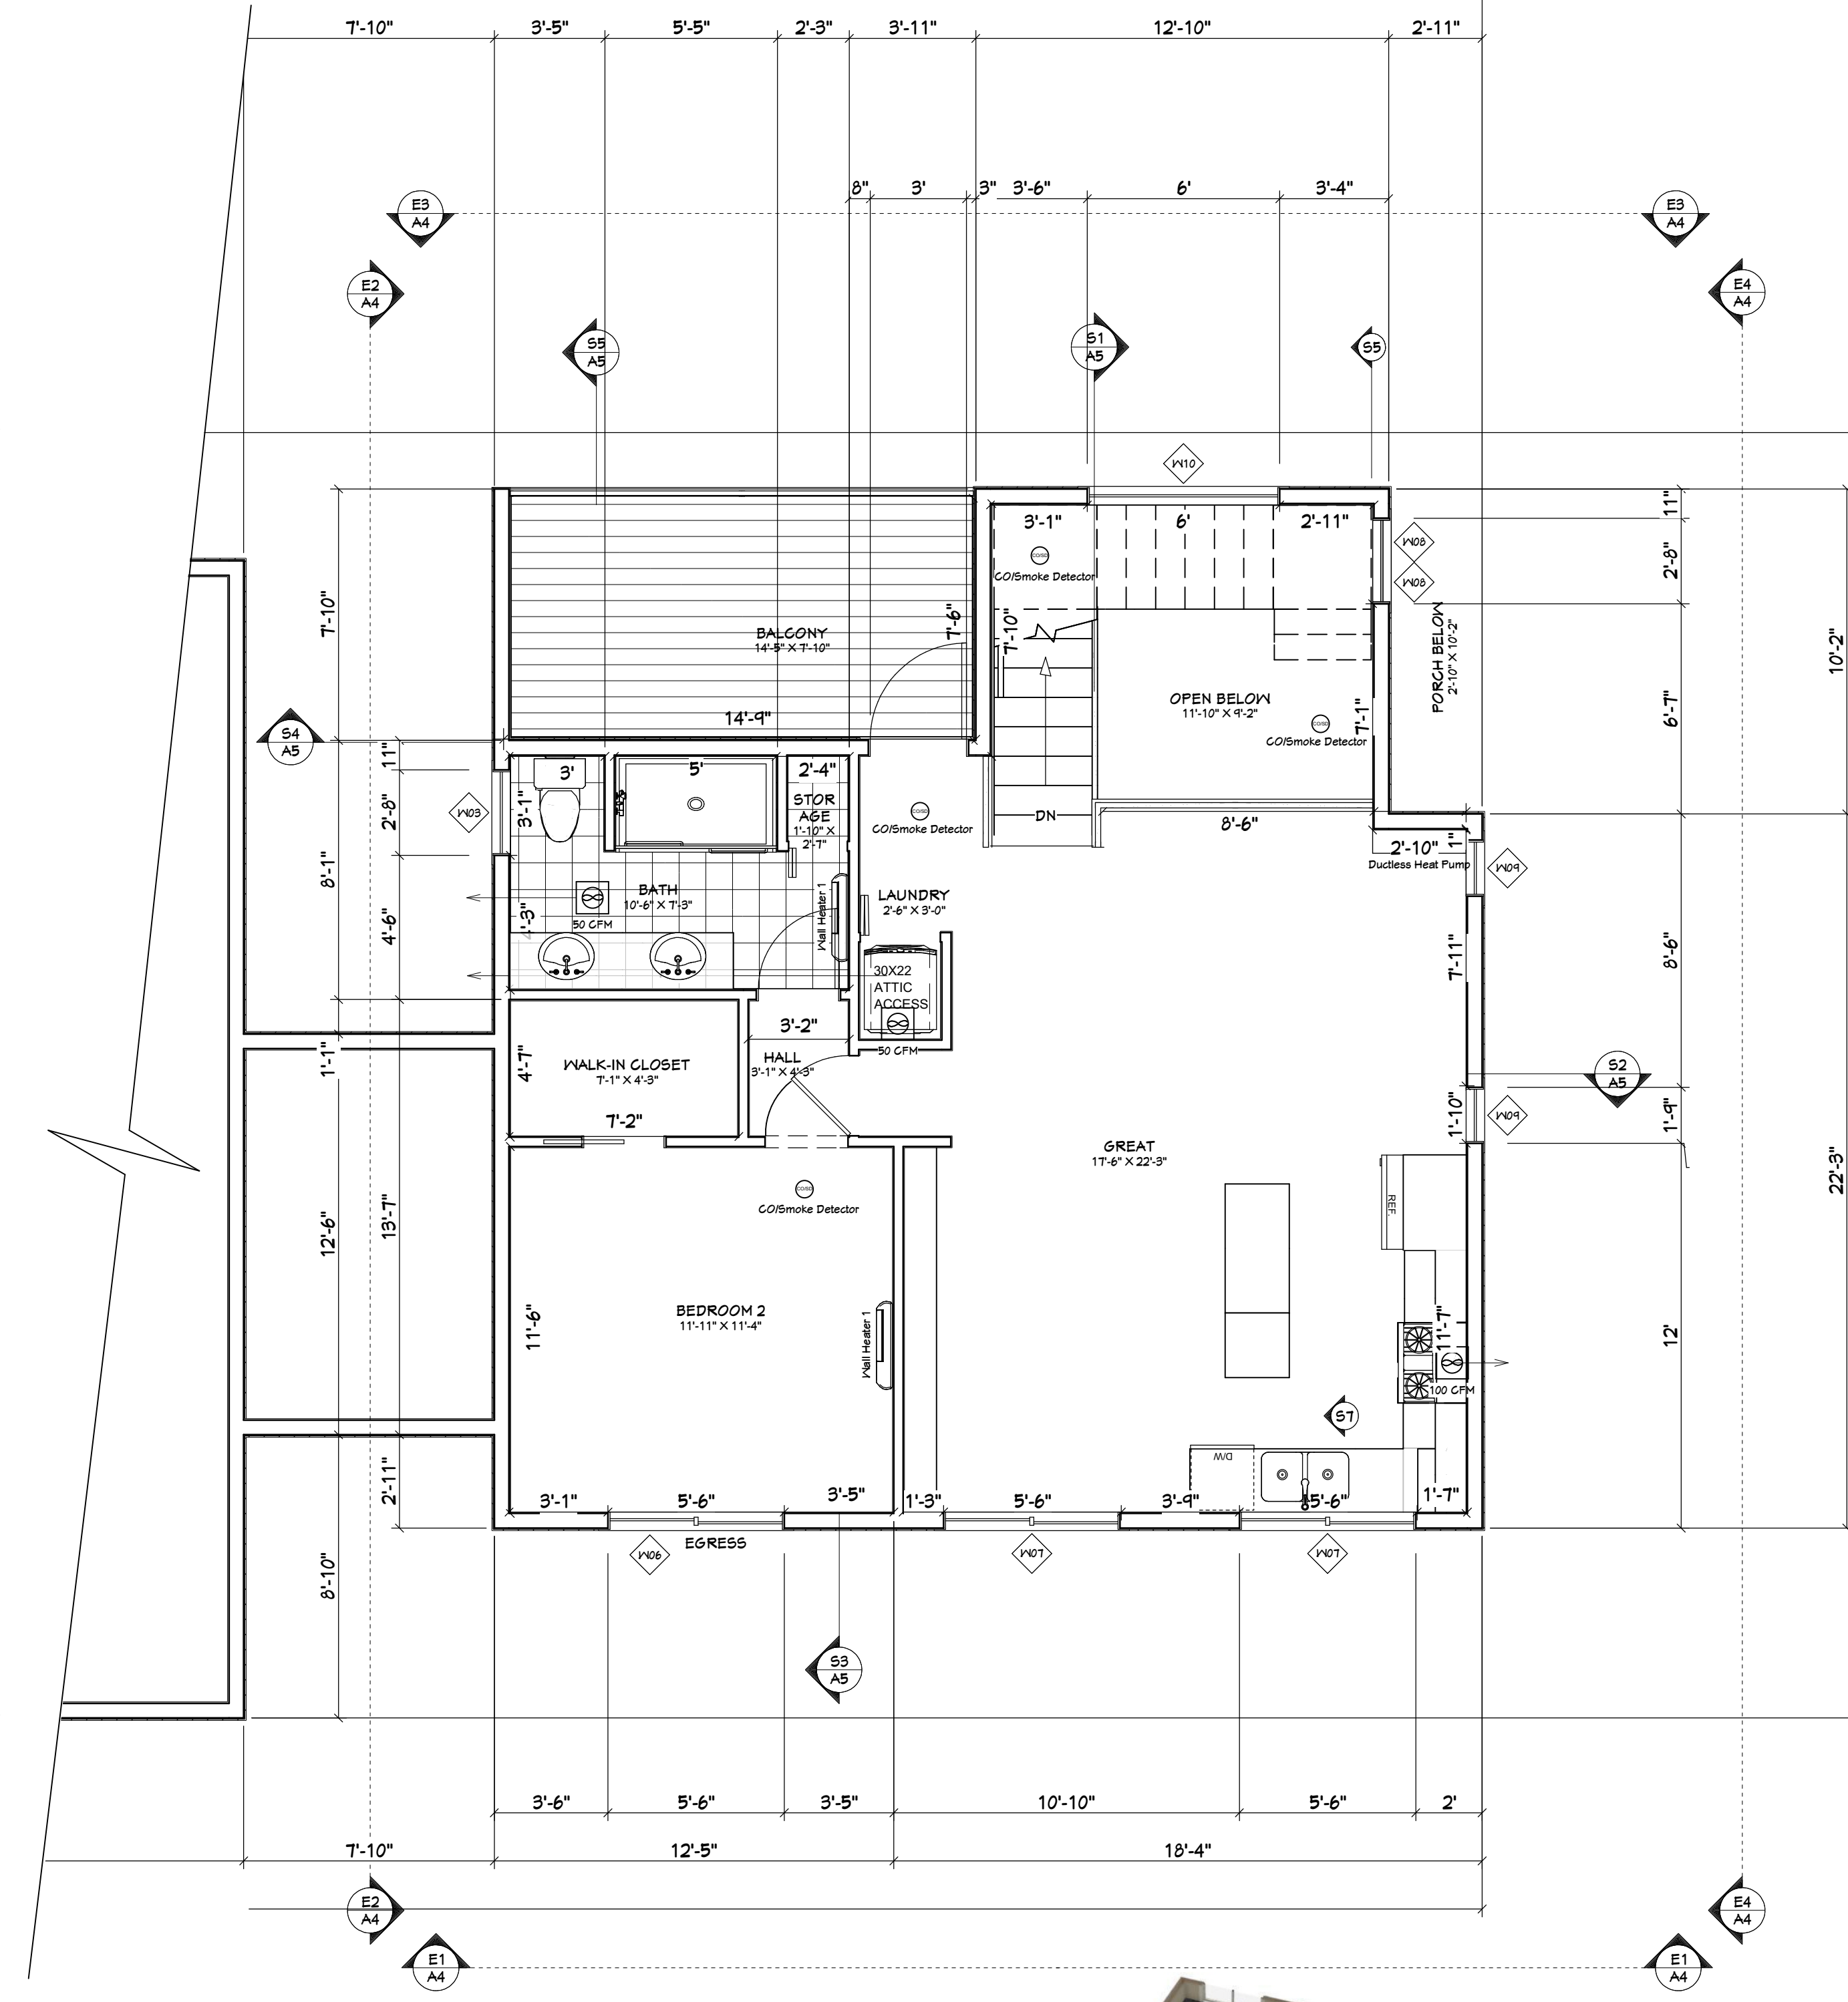 7'-10" 3'-5" 5'-5" 2'-3" 3'-11" 12'-10" 2'-11"
8" 3' 3" 3'-6" 6' 3'-4"
E3
A4
E3
A4
E2
A4
E4
A4
S5
A5
S1
A5
S5
W10
3'-1" 6' 2'-11"
11"
CO/SD
CO/Smoke Detector
W08
W08
2'-8"
7'-10"
BALCONY
14'-5" X 7'-10"
7'-6"
7'-10"
PORCH BELOW
2'-10" X 10'-2"
10'-2"
OPEN BELOW
11'-10" X 9'-2"
CO/SD
CO/Smoke Detector
7'-1"
6'-7"
14'-9"
S4
A5
11"
3' 5' 2'-4"
W03
2'-8"
3'-1"
STOR
AGE
1'-10" X
2'-7"
CO/SD
CO/Smoke Detector
DN
8'-6"
2'-10"
1"
Ductless Heat Pump
W09
8'-1"
4'-6"
BATH
10'-6" X 7'-3"
4'-3"
50 CFM
Wall Heater 1
LAUNDRY
2'-6" X 3'-0"
7'-11"
8'-6"
30X22
ATTIC
ACCESS
50 CFM
3'-2"
HALL
3'-1" X 4'-3"
1'-1"
4'-7"
WALK-IN CLOSET
7'-1" X 4'-3"
7'-2"
S2
A5
1'-10"
W09
1'-9"
GREAT
17'-6" X 22'-3"
22'-3"
CO/SD
CO/Smoke Detector
REF.
12'-6"
13'-7"
BEDROOM 2
11'-11" X 11'-4"
11'-6"
Wall Heater 1
11'-7"
12'
100 CFM
S7
D/W
2'-11"
3'-1" 5'-6" 3'-5" 1'-3" 5'-6" 3'-9" 5'-6" 1'-7"
W06
EGRESS
W07
W07
8'-10"
S3
A5
3'-6" 5'-6" 3'-5" 10'-10" 5'-6" 2'
7'-10" 12'-5" 18'-4"
E2
A4
E4
A4
E1
A4
E1
A4